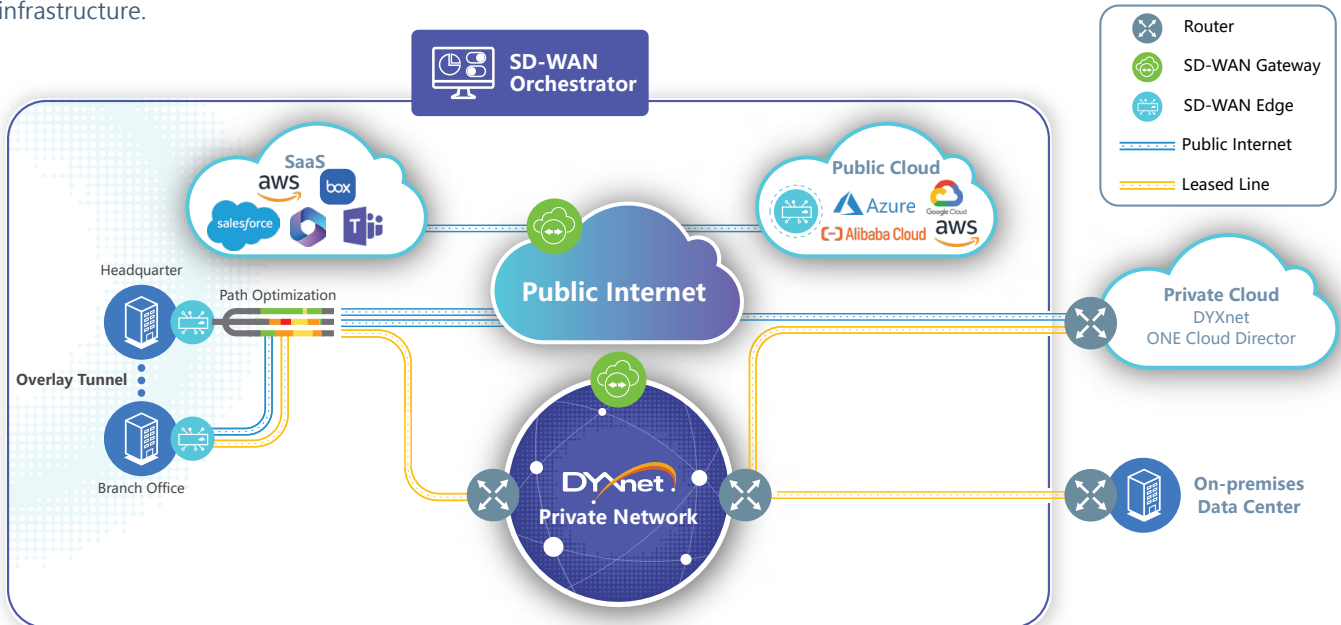 infrastructure.
SD-WAN
Orchestrator
Router
SD-WAN Gateway
SD-WAN Edge
Public Internet
Leased Line
SaaS
aws
box
salesforce
T
Public Cloud
Azure
Google Cloud
Alibaba Cloud
aws
Headquarter
Path Optimization
Public Internet
Private Cloud
DYXnet
ONE Cloud Director
Overlay Tunnel
Branch Office
DYXnet
Private Network
On-premises
Data Center